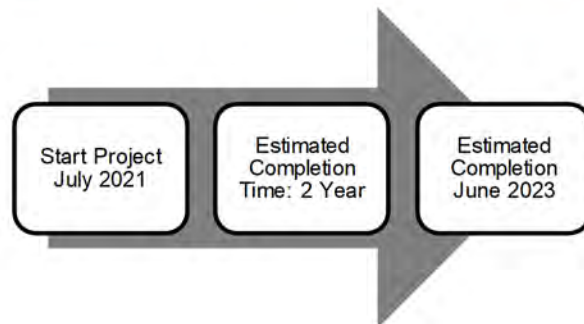 Start Project
July 2021
Estimated
Completion
Time: 2 Year
Estimated
Completion
June 2023